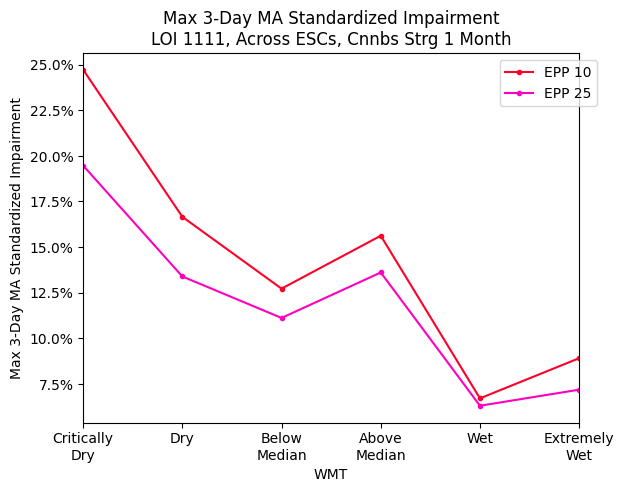 Max 3-Day MA Standardized Impairment
LOI 1111, Across ESCs, Cnnbs Strg 1 Month
EPP 10
EPP 25
Max 3-Day MA Standardized Impairment
25.0%
22.5%
20.0%
17.5%
15.0%
12.5%
10.0%
7.5%
Critically
Dry
Dry
Below
Median
Above
Median
Wet
Extremely
Wet
WMT